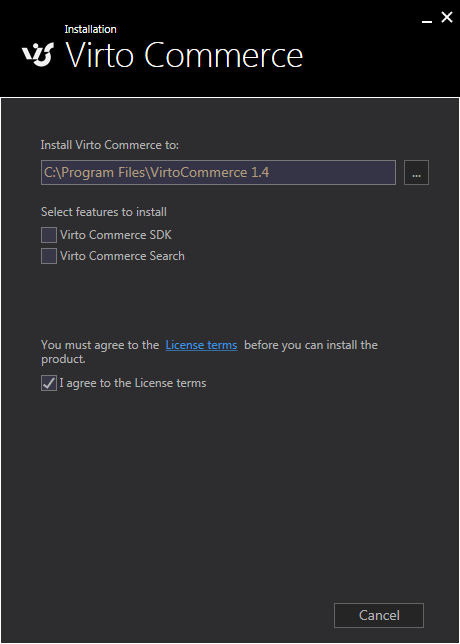 Installation
Virto Commerce
Install Virto Commerce to:
C:\Program Files\VirtoCommerce 1.4
...
Select features to install
Virto Commerce SDK
Virto Commerce Search
You must agree to the License terms before you can install the
product.
I agree to the License terms
Cancel